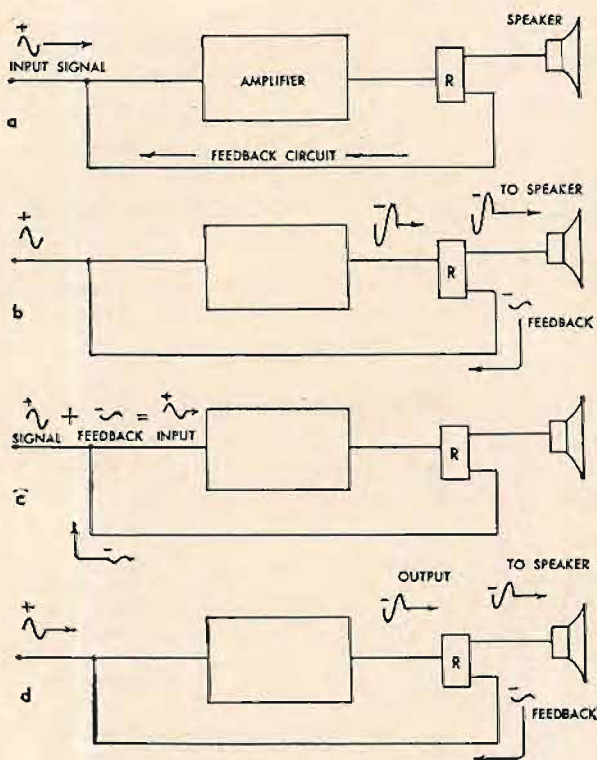 SPEAKER
+
INPUT SIGNAL
AMPLIFIER
R
a
FEEDBACK CIRCUIT
+
-
-
TO SPEAKER
R
-
FEEDBACK
b
+ + - = +
SIGNAL FEEDBACK INPUT
R
c
-
OUTPUT
TO SPEAKER
+
-
-
R
d
-
FEEDBACK